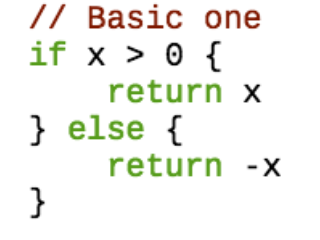 // Basic one
if x > 0 {
    return x
} else {
    return -x
}